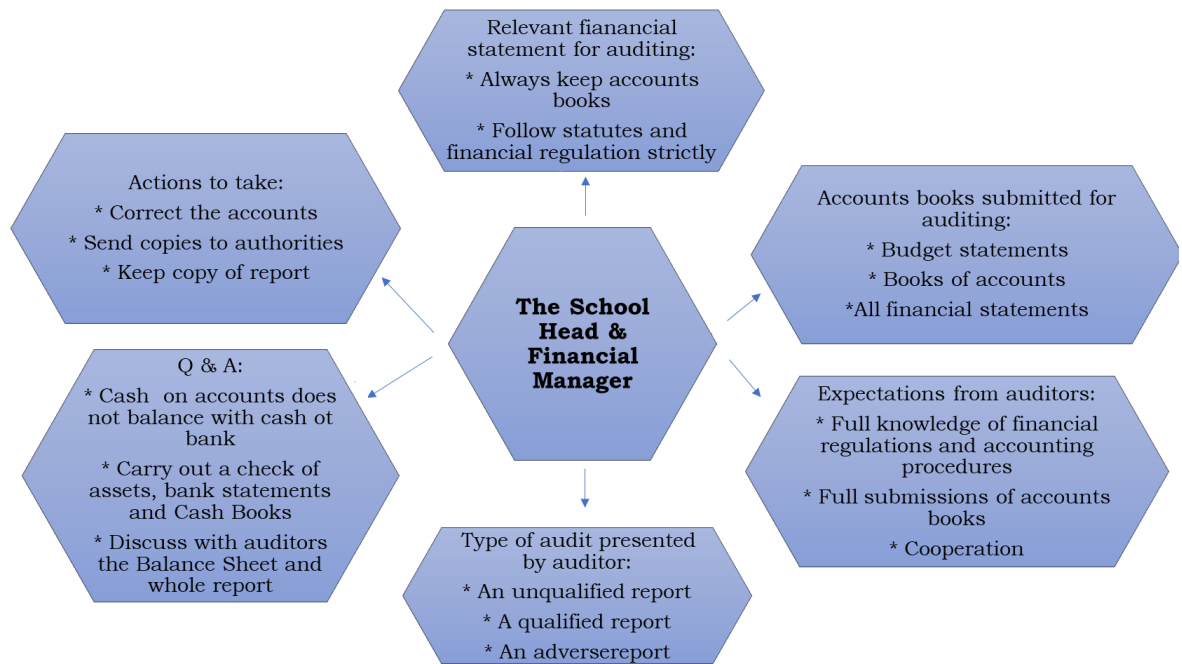 Relevant fianancial
statement for auditing:
* Always keep accounts
books
* Follow statutes and
financial regulation strictly
Actions to take:
* Correct the accounts
* Send copies to authorities
* Keep copy of report
Accounts books submitted for
auditing:
* Budget statements
* Books of accounts
*All financial statements
The School
Head &
Financial
Manager
Q & A:
* Cash on accounts does
not balance with cash ot
bank
* Carry out a check of
assets, bank statements
and Cash Books
* Discuss with auditors
the Balance Sheet and
whole report
Expectations from auditors:
* Full knowledge of financial
regulations and accounting
procedures
* Full submissions of accounts
books
* Cooperation
Type of audit presented
by auditor:
* An unqualified report
* A qualified report
* An adversereport